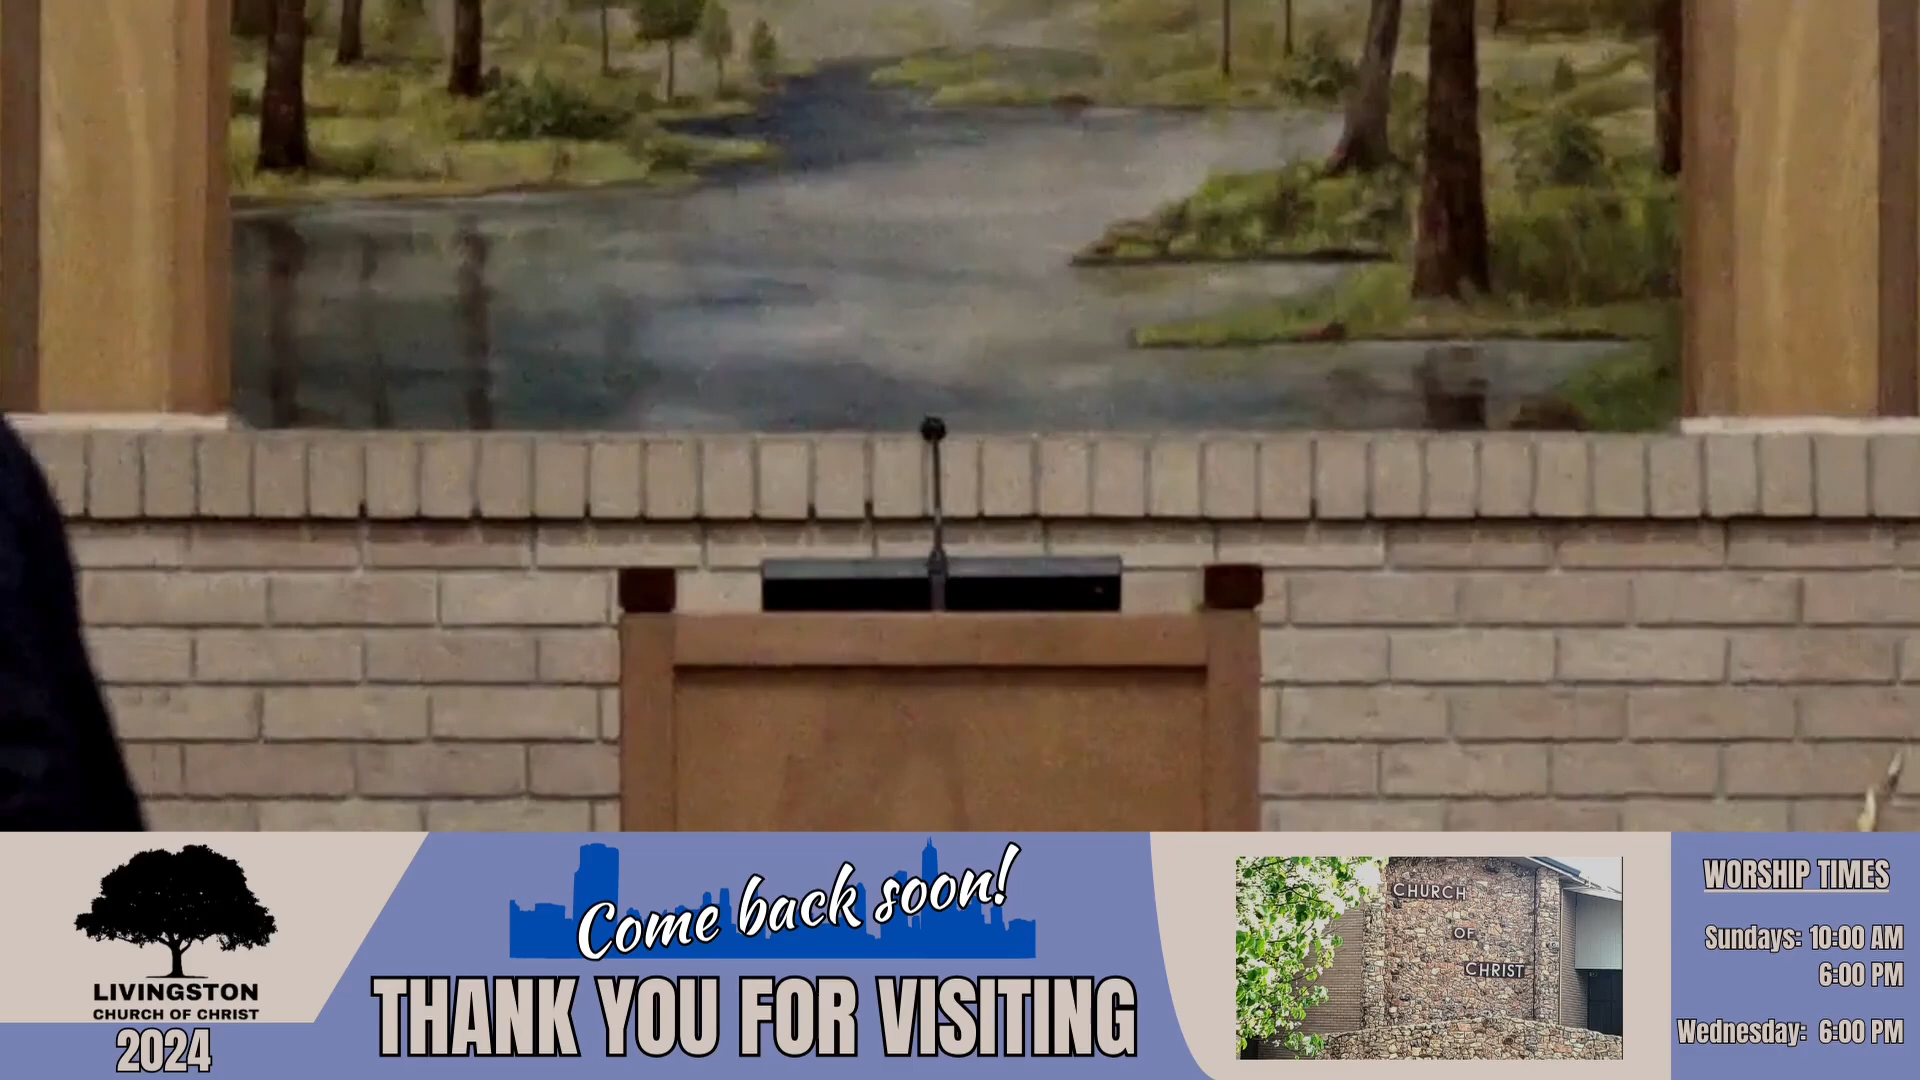 LIVINGSTON
CHURCH OF CHRIST
2024
Come back soon!
THANK YOU FOR VISITING
CHURCH
OF
CHRIST
WORSHIP TIMES
Sundays: 10:00 AM
6:00 PM
Wednesday: 6:00 PM